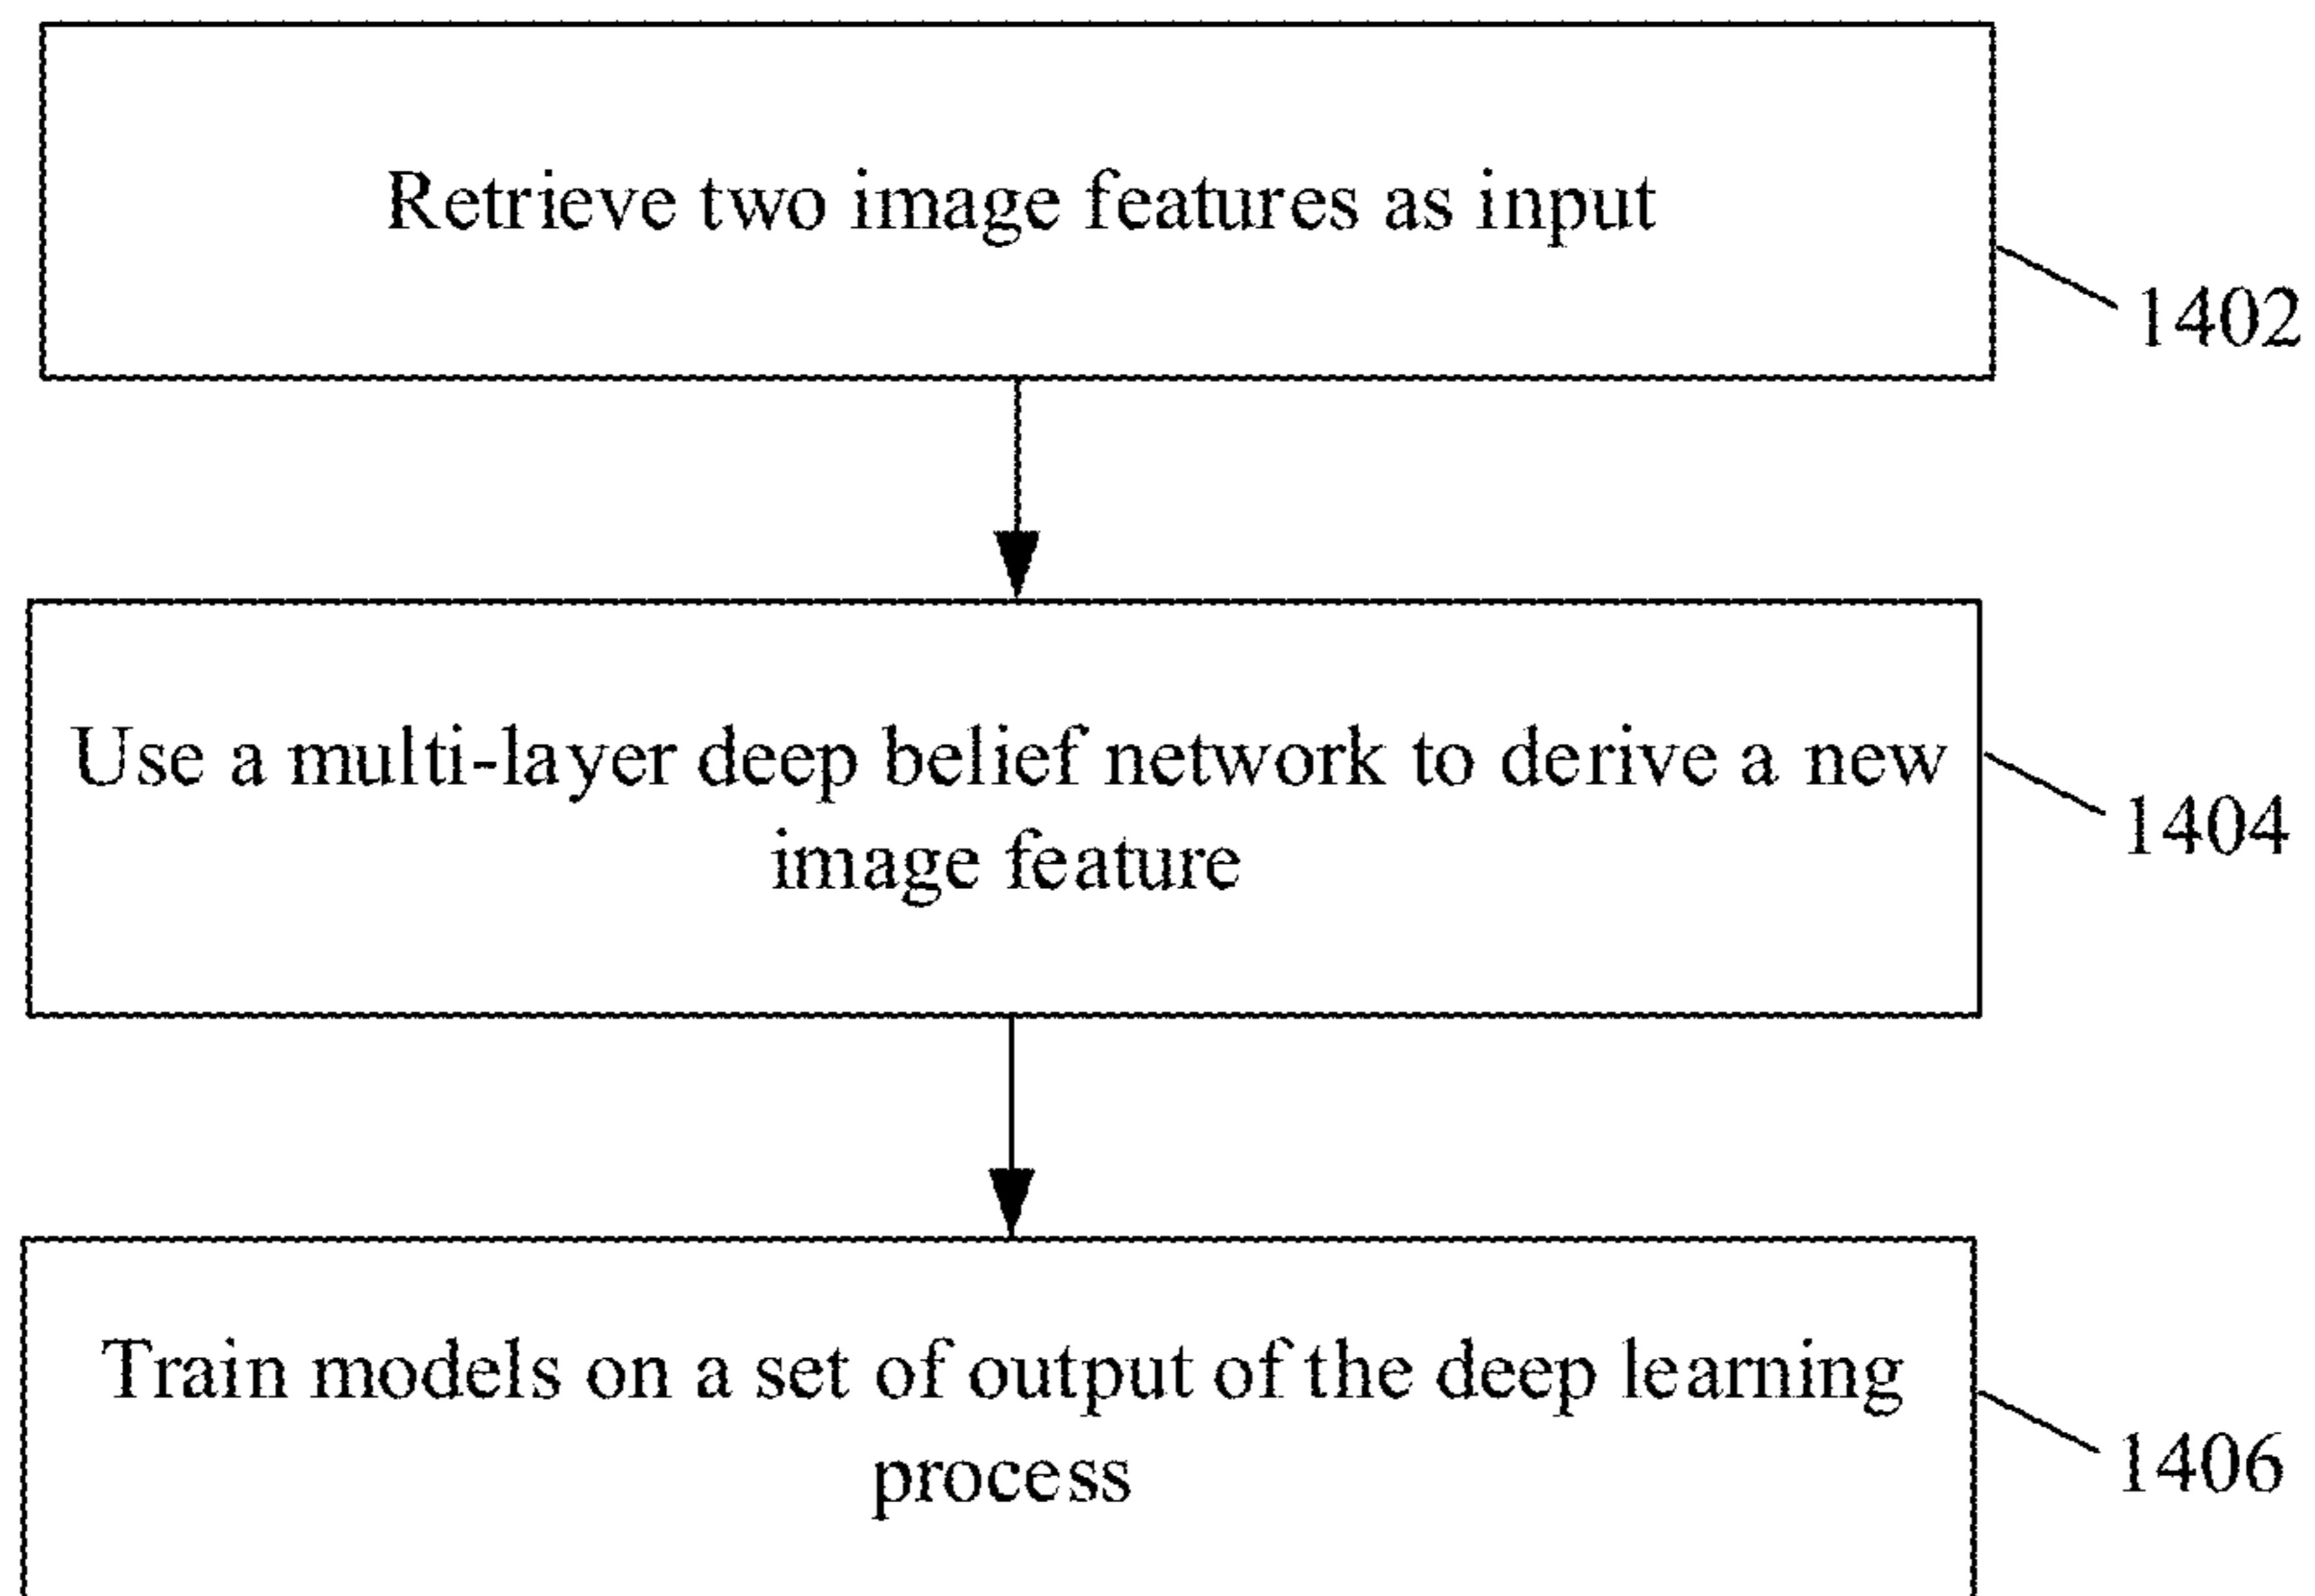 Retrieve two image features as input
1402
Use a multi-layer deep belief network to derive a new
image feature
1404
Train models on a set of output of the deep learning
process
1406